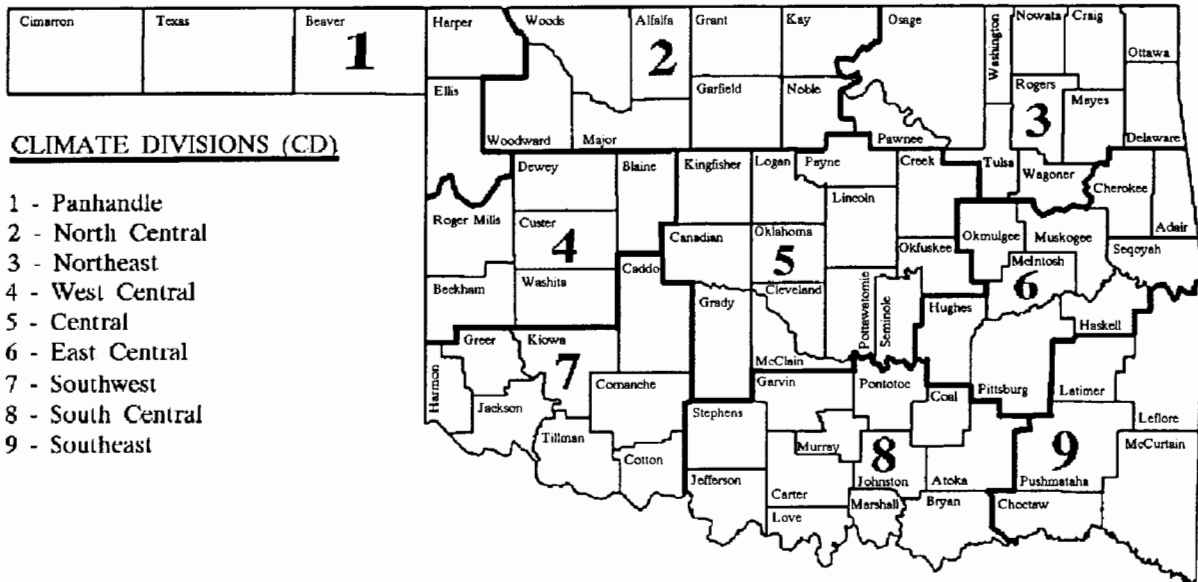 Cimarron
Texas
Beaver
Harper
Woods
Alfalfa
Grant
Kay
Osage
Washington
Nowata
Craig
Ottawa
1
2
Ellis
Garfield
Noble
Rogers
Mayes
3
Woodward
Major
Pawnee
Delaware
CLIMATE DIVISIONS (CD)
1 - Panhandle
2 - North Central
3 - Northeast
4 - West Central
5 - Central
6 - East Central
7 - Southwest
8 - South Central
9 - Southeast
Dewey
Blaine
Kingfisher
Logan
Payne
Creek
Tulsa
Wagoner
Cherokee
Lincoln
Roger Mills
Custer
4
Canadian
Oklahoma
5
Okfuskee
Okmulgee
Muskogee
Adair
Seqoyah
Caddo
McIntosh
6
Beckham
Washita
Grady
Cleveland
Pottawatomie
Seminole
Hughes
Haskell
Greer
Kiowa
7
McClain
Harmon
Jackson
Comanche
Garvin
Pontotoc
Coal
Pittsburg
Latimer
Leflore
Stephens
Tillman
Murray
8
9
McCurtain
Cotton
Jefferson
Carter
Johnston
Atoka
Pushmataha
Love
Marshall
Bryan
Choctaw